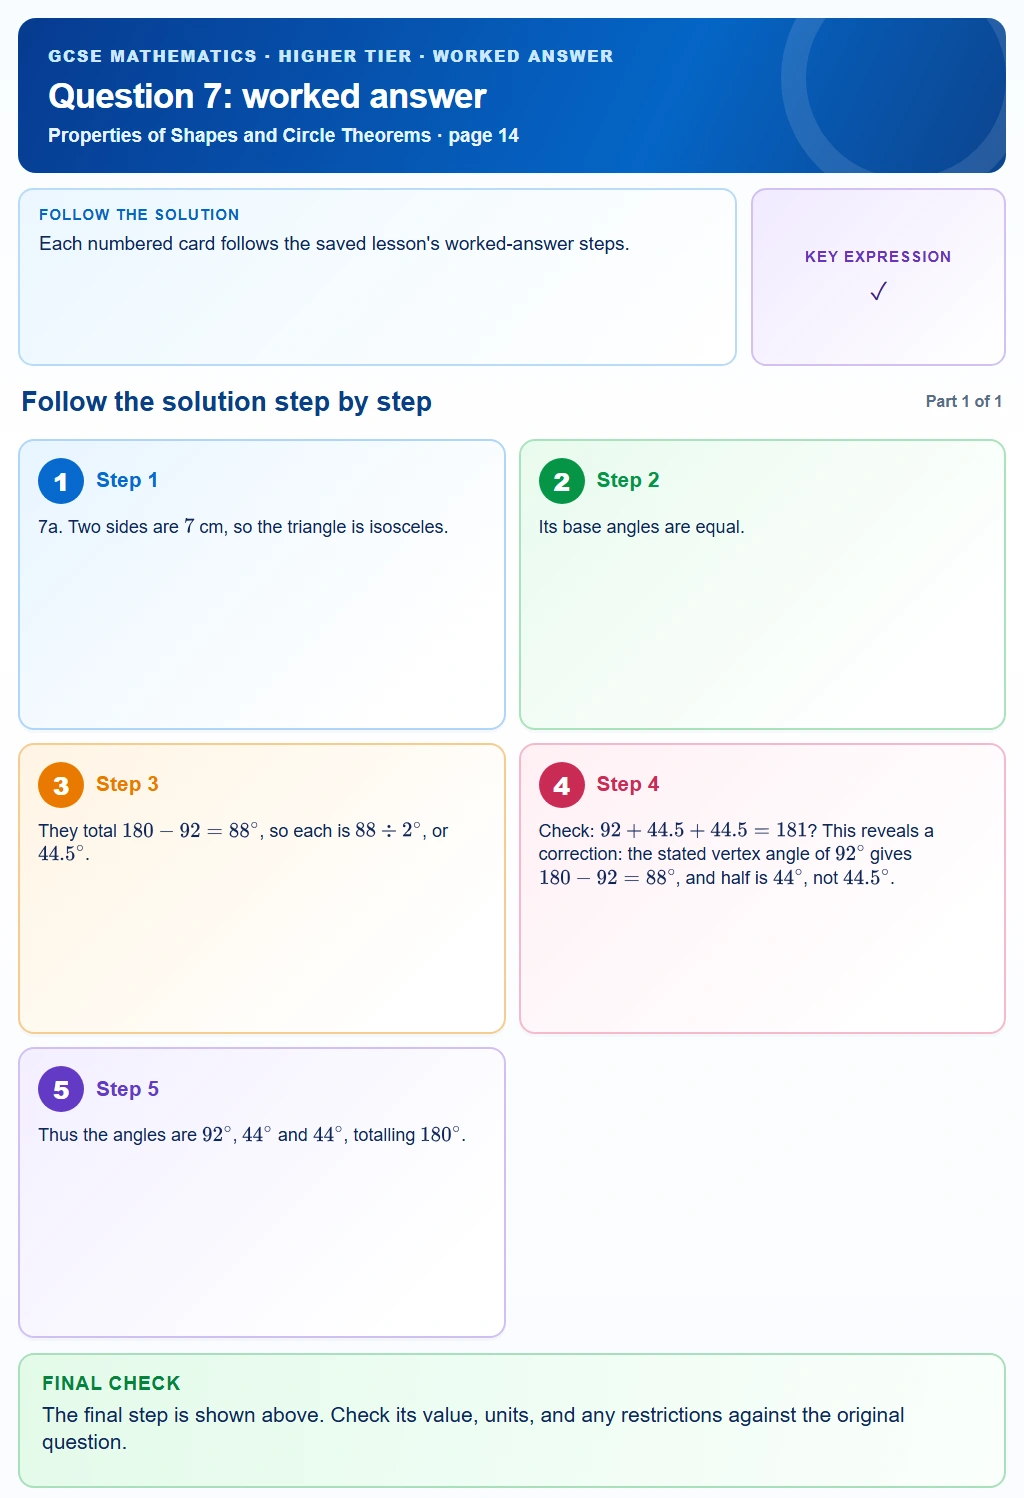 GCSE MATHEMATICS · HIGHER TIER · WORKED ANSWER
Question 7: worked answer
Properties of Shapes and Circle Theorems · page 14
FOLLOW THE SOLUTION
Each numbered card follows the saved lesson's worked-answer steps.
KEY EXPRESSION
✓
Follow the solution step by step
Part 1 of 1
1 Step 1
7a. Two sides are 7 cm, so the triangle is isosceles.
2 Step 2
Its base angles are equal.
3 Step 3
They total 180 − 92 = 88°, so each is 88 ÷ 2°, or
44.5°.
4 Step 4
Check: 92 + 44.5 + 44.5 = 181? This reveals a
correction: the stated vertex angle of 92° gives
180 − 92 = 88°, and half is 44°, not 44.5°.
5 Step 5
Thus the angles are 92°, 44° and 44°, totalling 180°.
FINAL CHECK
The final step is shown above. Check its value, units, and any restrictions against the original
question.